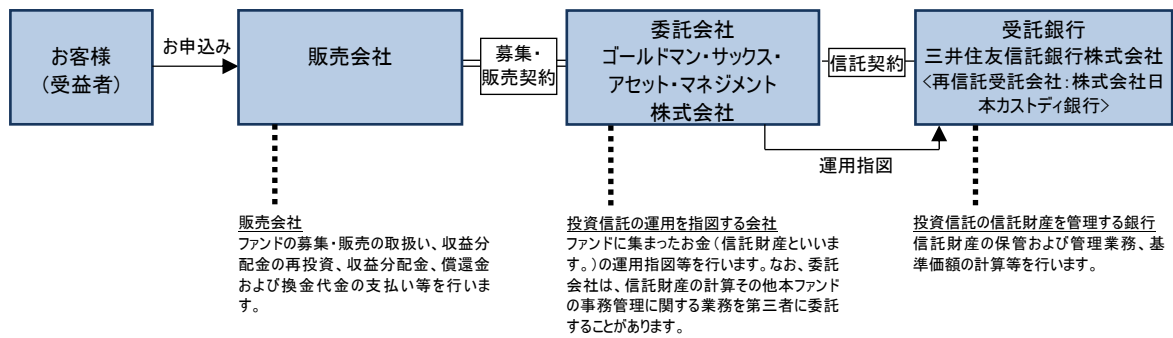 お客様
(受益者)
お申込み
販売会社
募集・
販売契約
委託会社
ゴールドマン・サックス・
アセット・マネジメント
株式会社
信託契約
受託銀行
三井住友信託銀行株式会社
<再信託受託会社:株式会社日
本カストディ銀行>
運用指図
販売会社
ファンドの募集・販売の取扱い、収益分
配金の再投資、収益分配金、償還金
および換金代金の支払い等を行いま
す。
投資信託の運用を指図する会社
ファンドに集まったお金(信託財産といいま
す。)の運用指図等を行います。なお、委託
会社は、信託財産の計算その他本ファンド
の事務管理に関する業務を第三者に委託
することがあります。
投資信託の信託財産を管理する銀行
信託財産の保管および管理業務、基
準価額の計算等を行います。